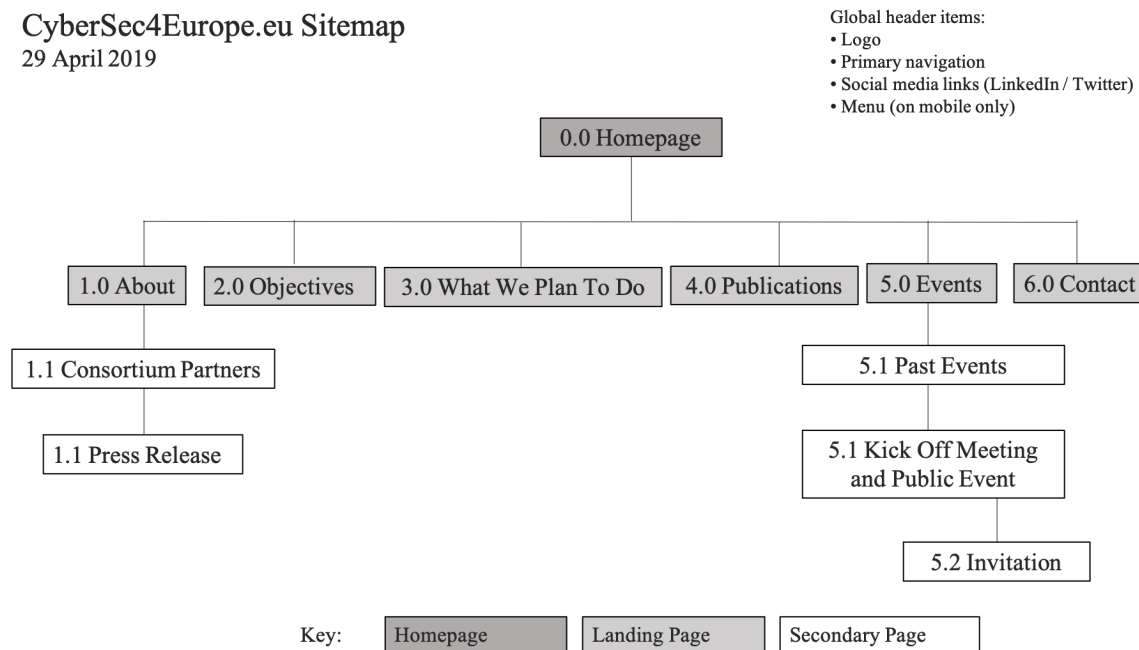 CyberSec4Europe.eu Sitemap
29 April 2019
Global header items:
• Logo
• Primary navigation
• Social media links (LinkedIn / Twitter)
• Menu (on mobile only)
0.0 Homepage
1.0 About
2.0 Objectives
3.0 What We Plan To Do
4.0 Publications
5.0 Events
6.0 Contact
1.1 Consortium Partners
5.1 Past Events
1.1 Press Release
5.1 Kick Off Meeting
and Public Event
5.2 Invitation
Key:
Homepage
Landing Page
Secondary Page